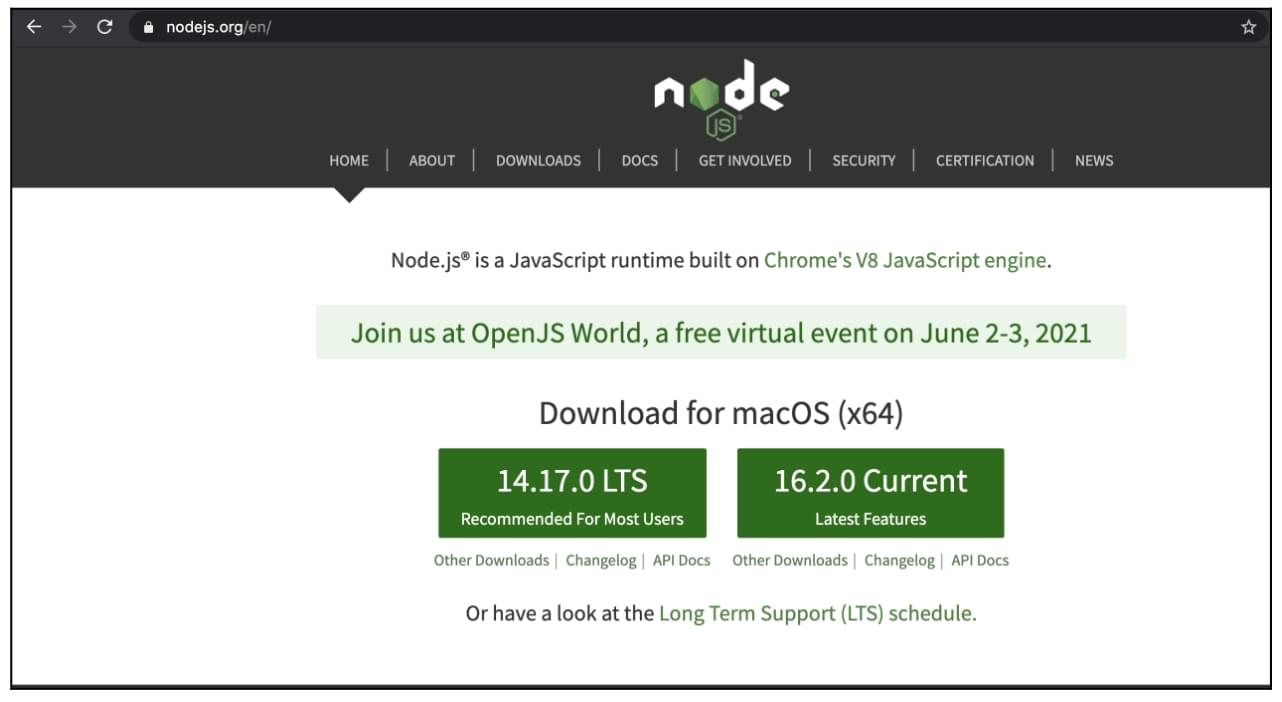 nodejs.org/en/
node
JS
HOME | ABOUT | DOWNLOADS | DOCS | GET INVOLVED | SECURITY | CERTIFICATION | NEWS
Node.js® is a JavaScript runtime built on Chrome's V8 JavaScript engine.
Join us at OpenJS World, a free virtual event on June 2-3, 2021
Download for macOS (x64)
14.17.0 LTS
Recommended For Most Users
16.2.0 Current
Latest Features
Other Downloads | Changelog | API Docs
Other Downloads | Changelog | API Docs
Or have a look at the Long Term Support (LTS) schedule.